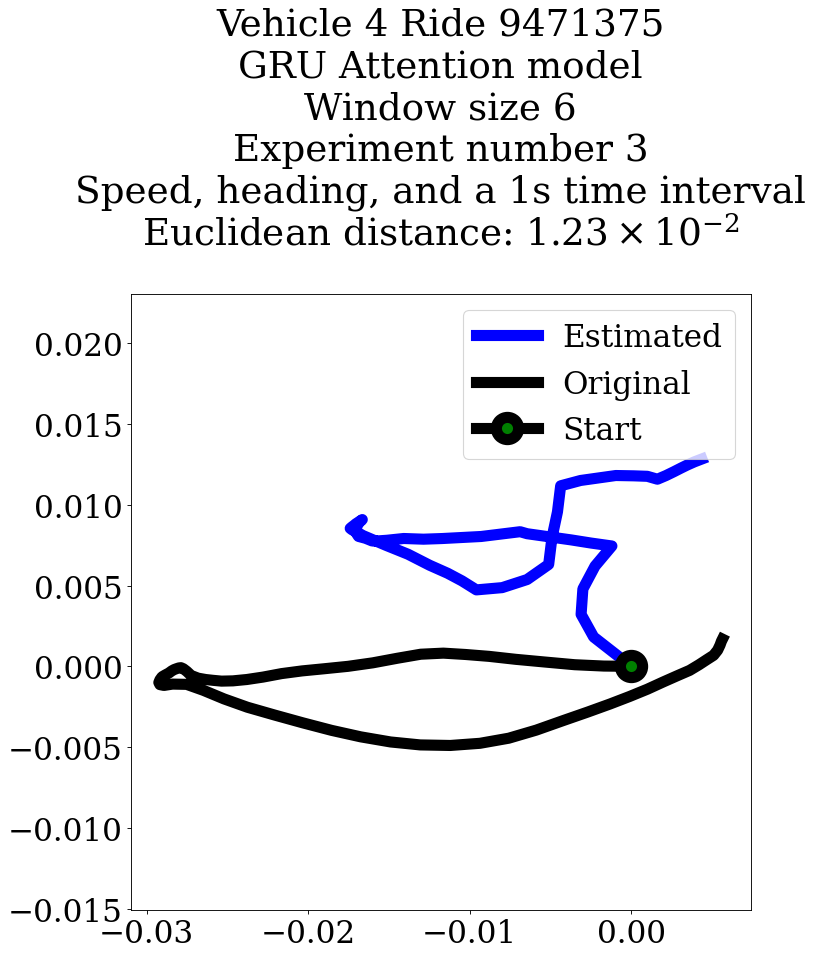 Vehicle 4 Ride 9471375
GRU Attention model
Window size 6
Experiment number 3
Speed, heading, and a 1s time interval
Euclidean distance: 1.23 × 10⁻²
Estimated
Original
Start
0.020
0.015
0.010
0.005
0.000
−0.005
−0.010
−0.015
−0.03
−0.02
−0.01
0.00